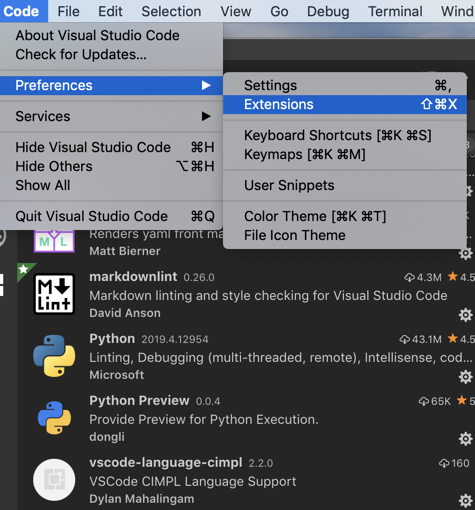 Code File Edit Selection View Go Debug Terminal Wind
About Visual Studio Code
Check for Updates...
Preferences ▶
Services ▶
Hide Visual Studio Code ⌘H
Hide Others ⌥⌘H
Show All
Quit Visual Studio Code ⌘Q
Settings ⌘,
Extensions ⇧⌘X
Keyboard Shortcuts [⌘K ⌘S]
Keymaps [⌘K ⌘M]
User Snippets
Color Theme [⌘K ⌘T]
File Icon Theme
M L
Renders yaml front ma
Matt Bierner
M Lint
markdownlint 0.26.0 4.3M ★ 4.5
Markdown linting and style checking for Visual Studio Code
David Anson
Python 2019.4.12954 43.1M ★ 4.5
Linting, Debugging (multi-threaded, remote), Intellisense, cod...
Microsoft
Python Preview 0.0.4 65K ★ 5
Provide Preview for Python Execution.
dongli
vscode-language-cimpl 2.2.0 160
VSCode CIMPL Language Support
Dylan Mahalingam